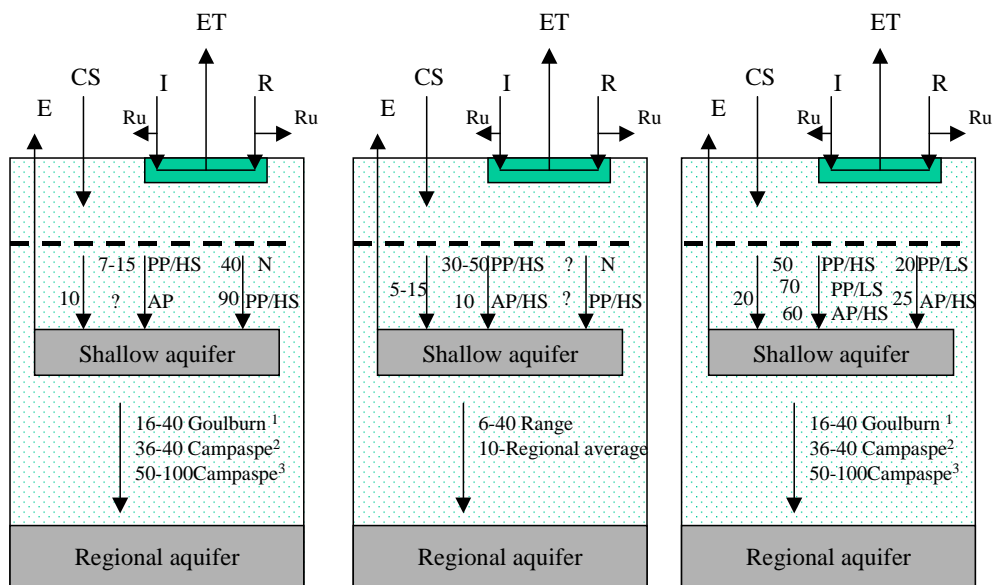 ET
CS
I
R
E
Ru
Ru
7-15 PP/HS
40 N
10
? AP
90 PP/HS
Shallow aquifer
16-40 Goulburn 1
36-40 Campaspe2
50-100Campaspe3
Regional aquifer
ET
CS
I
R
E
Ru
Ru
30-50 PP/HS
? N
5-15
10 AP/HS
? PP/HS
Shallow aquifer
6-40 Range
10-Regional average
Regional aquifer
ET
CS
I
R
E
Ru
Ru
50 PP/HS
20 PP/LS
70 PP/LS
20
60 AP/HS
25 AP/HS
Shallow aquifer
16-40 Goulburn 1
36-40 Campaspe2
50-100Campaspe3
Regional aquifer